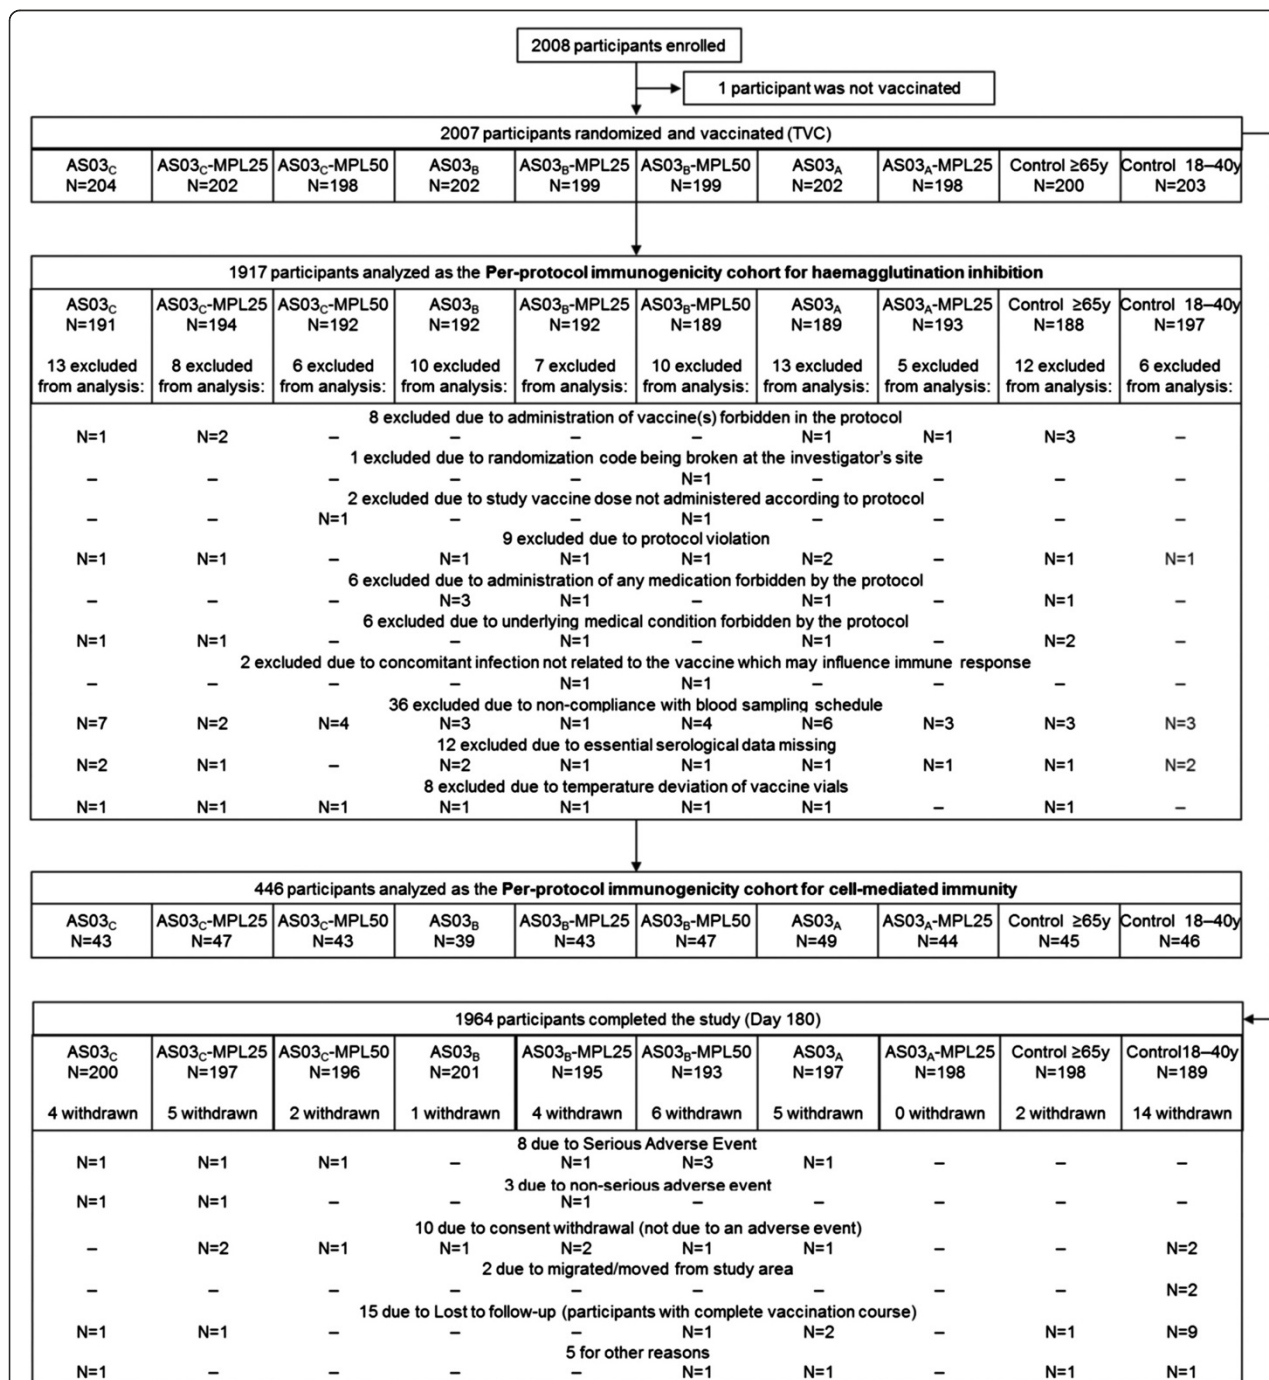 2008 participants enrolled
1 participant was not vaccinated
2007 participants randomized and vaccinated (TVC)
AS03C AS03C-MPL25 AS03C-MPL50 AS03B AS03B-MPL25 AS03B-MPL50 AS03A AS03A-MPL25 Control ≥65y Control 18–40y
N=204 N=202 N=198 N=202 N=199 N=199 N=202 N=198 N=200 N=203
1917 participants analyzed as the Per-protocol immunogenicity cohort for haemagglutination inhibition
AS03C AS03C-MPL25 AS03C-MPL50 AS03B AS03B-MPL25 AS03B-MPL50 AS03A AS03A-MPL25 Control ≥65y Control 18–40y
N=191 N=194 N=192 N=192 N=192 N=189 N=189 N=193 N=188 N=197
13 excluded 8 excluded 6 excluded 10 excluded 7 excluded 10 excluded 13 excluded 5 excluded 12 excluded 6 excluded
from analysis: from analysis: from analysis: from analysis: from analysis: from analysis: from analysis: from analysis: from analysis: from analysis:
8 excluded due to administration of vaccine(s) forbidden in the protocol
N=1 N=2 – – – – N=1 N=1 N=3 –
1 excluded due to randomization code being broken at the investigator's site
– – – – – N=1 – – – –
2 excluded due to study vaccine dose not administered according to protocol
– – N=1 – – N=1 – – – –
9 excluded due to protocol violation
N=1 N=1 – N=1 N=1 N=1 N=2 – N=1 N=1
6 excluded due to administration of any medication forbidden by the protocol
– – – N=3 N=1 – N=1 – N=1 –
6 excluded due to underlying medical condition forbidden by the protocol
N=1 N=1 – – N=1 – N=1 – N=2 –
2 excluded due to concomitant infection not related to the vaccine which may influence immune response
– – – – N=1 N=1 – – – –
36 excluded due to non-compliance with blood sampling schedule
N=7 N=2 N=4 N=3 N=1 N=4 N=6 N=3 N=3 N=3
12 excluded due to essential serological data missing
N=2 N=1 – N=2 N=1 N=1 N=1 N=1 N=1 N=2
8 excluded due to temperature deviation of vaccine vials
N=1 N=1 N=1 N=1 N=1 N=1 N=1 – N=1 –
446 participants analyzed as the Per-protocol immunogenicity cohort for cell-mediated immunity
AS03C AS03C-MPL25 AS03C-MPL50 AS03B AS03B-MPL25 AS03B-MPL50 AS03A AS03A-MPL25 Control ≥65y Control 18–40y
N=43 N=47 N=43 N=39 N=43 N=47 N=49 N=44 N=45 N=46
1964 participants completed the study (Day 180)
AS03C AS03C-MPL25 AS03C-MPL50 AS03B AS03B-MPL25 AS03B-MPL50 AS03A AS03A-MPL25 Control ≥65y Control18–40y
N=200 N=197 N=196 N=201 N=195 N=193 N=197 N=198 N=198 N=189
4 withdrawn 5 withdrawn 2 withdrawn 1 withdrawn 4 withdrawn 6 withdrawn 5 withdrawn 0 withdrawn 2 withdrawn 14 withdrawn
8 due to Serious Adverse Event
N=1 N=1 N=1 – N=1 N=3 N=1 – – –
3 due to non-serious adverse event
N=1 N=1 – – N=1 – – – – –
10 due to consent withdrawal (not due to an adverse event)
– N=2 N=1 N=1 N=2 N=1 N=1 – – N=2
2 due to migrated/moved from study area
– – – – – – – – – N=2
15 due to Lost to follow-up (participants with complete vaccination course)
N=1 N=1 – – – N=1 N=2 – N=1 N=9
5 for other reasons
N=1 – – – – N=1 N=1 – N=1 N=1